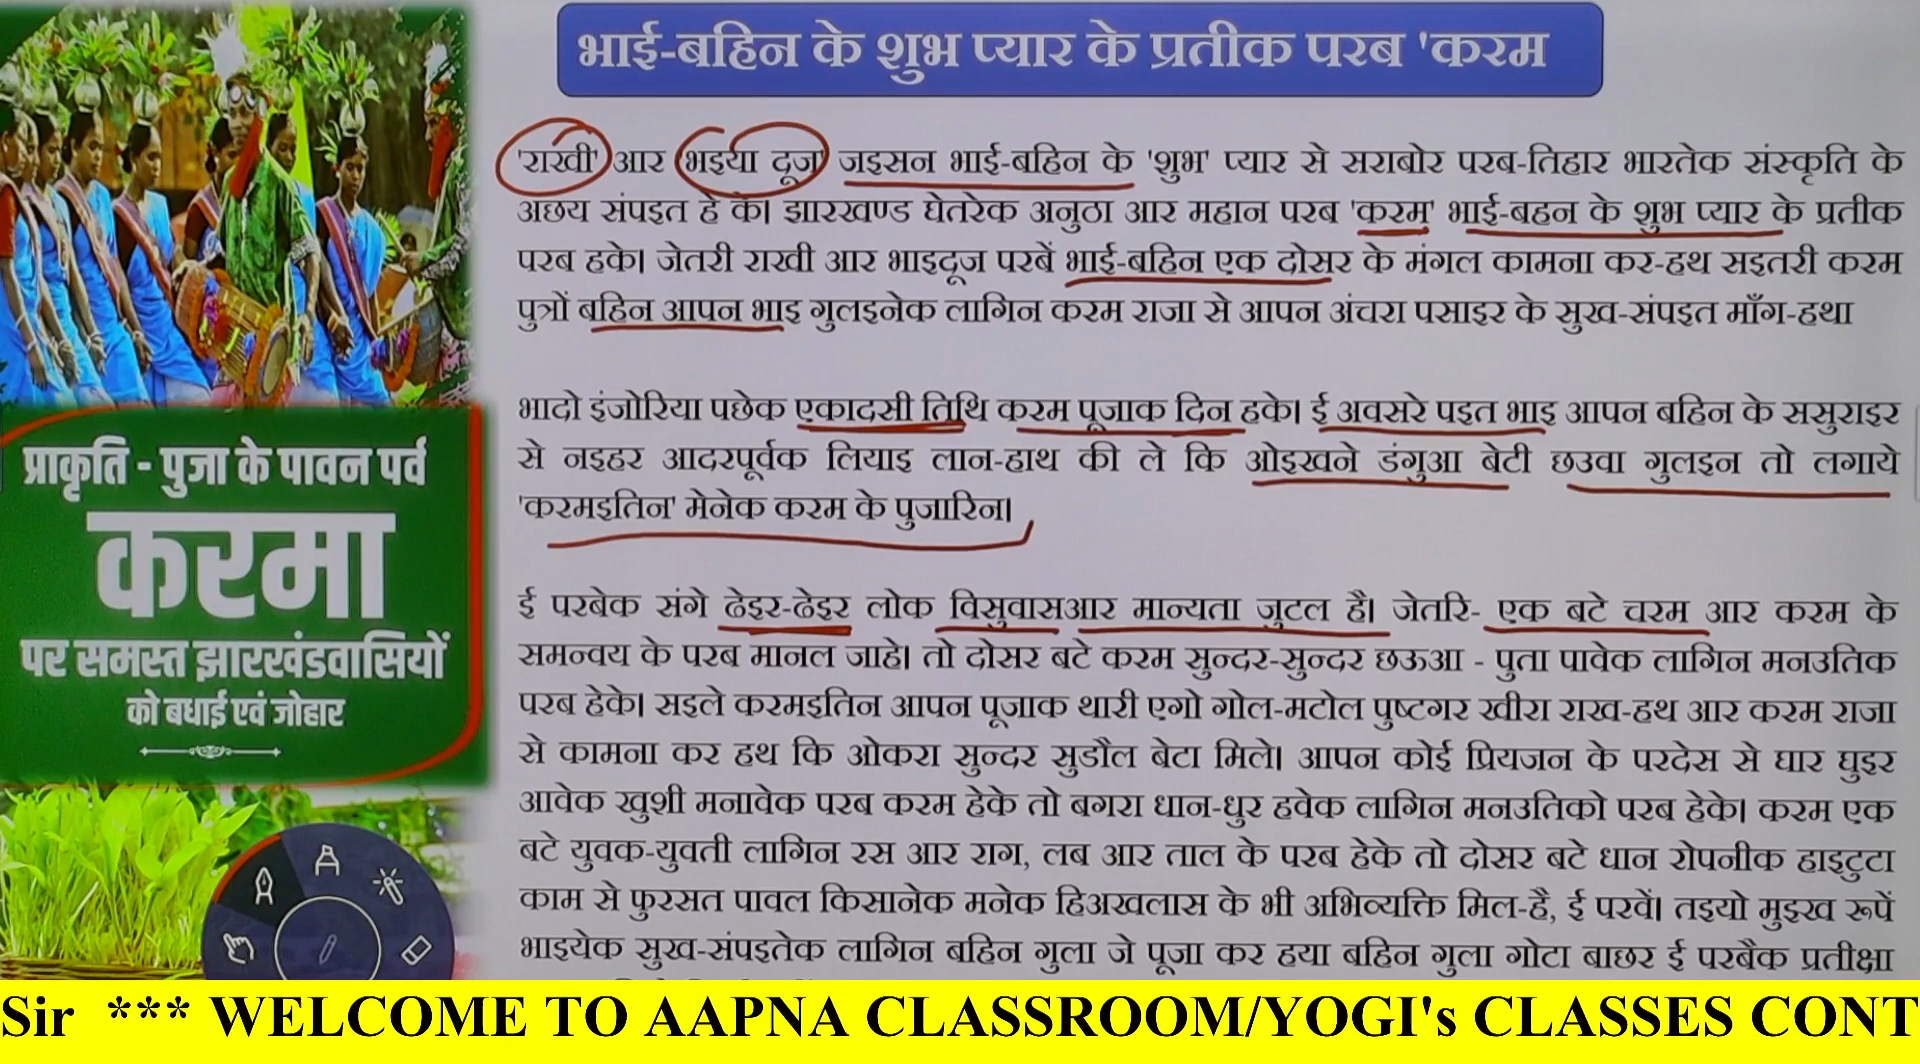 भाई-बहिन के शुभ प्यार के प्रतीक परब 'करम
'राखी' आर 'भइया दूज' जइसन भाई-बहिन के 'शुभ' प्यार से सराबोर परब-तिहार भारतेक संस्कृति के
अछय संपइत हे के। झारखण्ड घेतरेक अनुठा आर महान परब 'करम' भाई-बहन के शुभ प्यार के प्रतीक
परब हके। जेतरी राखी आर भाइदूज परबें भाई-बहिन एक दोसर के मंगल कामना कर-हथ सइतरी करम
पुत्रों बहिन आपन भाइ गुलइनेक लागिन करम राजा से आपन अंचरा पसाइर के सुख-संपइत माँग-हथा
भादो इंजोरिया पछेक एकादसी तिथि करम पूजाक दिन हके। ई अवसरे पइत भाइ आपन बहिन के ससुराइर
से नइहर आदरपूर्वक लियाइ लान-हाथ की ले कि ओइखने डंगुआ बेटी छउवा गुलइन तो लगाये
'करमइतिन' मेनेक करम के पुजारिन।
ई परबेक संगे ढेइर-ढेइर लोक विसुवासआर मान्यता जुटल है। जेतरि- एक बटे चरम आर करम के
समन्वय के परब मानल जाहे। तो दोसर बटे करम सुन्दर-सुन्दर छऊआ - पुता पावेक लागिन मनउतिक
परब हेके। सइले करमइतिन आपन पूजाक थारी एगो गोल-मटोल पुष्टगर खीरा राख-हथ आर करम राजा
से कामना कर हथ कि ओकरा सुन्दर सुडौल बेटा मिले। आपन कोई प्रियजन के परदेस से घार घुइर
आवेक खुशी मनावेक परब करम हेके तो बगरा धान-धुर हवेक लागिन मनउतिको परब हेके। करम एक
बटे युवक-युवती लागिन रस आर राग, लब आर ताल के परब हेके तो दोसर बटे धान रोपनीक हाइटुटा
काम से फुरसत पावल किसानेक मनेक हिअखलास के भी अभिव्यक्ति मिल-है, ई परवें। तइयो मुइख रूपें
भाइयेक सुख-संपइतेक लागिन बहिन गुला जे पूजा कर हया बहिन गुला गोटा बाछर ई परबैक प्रतीक्षा
प्राकृति - पुजा के पावन पर्व
करमा
पर समस्त झारखंडवासियों
को बधाई एवं जोहार
Sir *** WELCOME TO AAPNA CLASSROOM/YOGI's CLASSES CONT